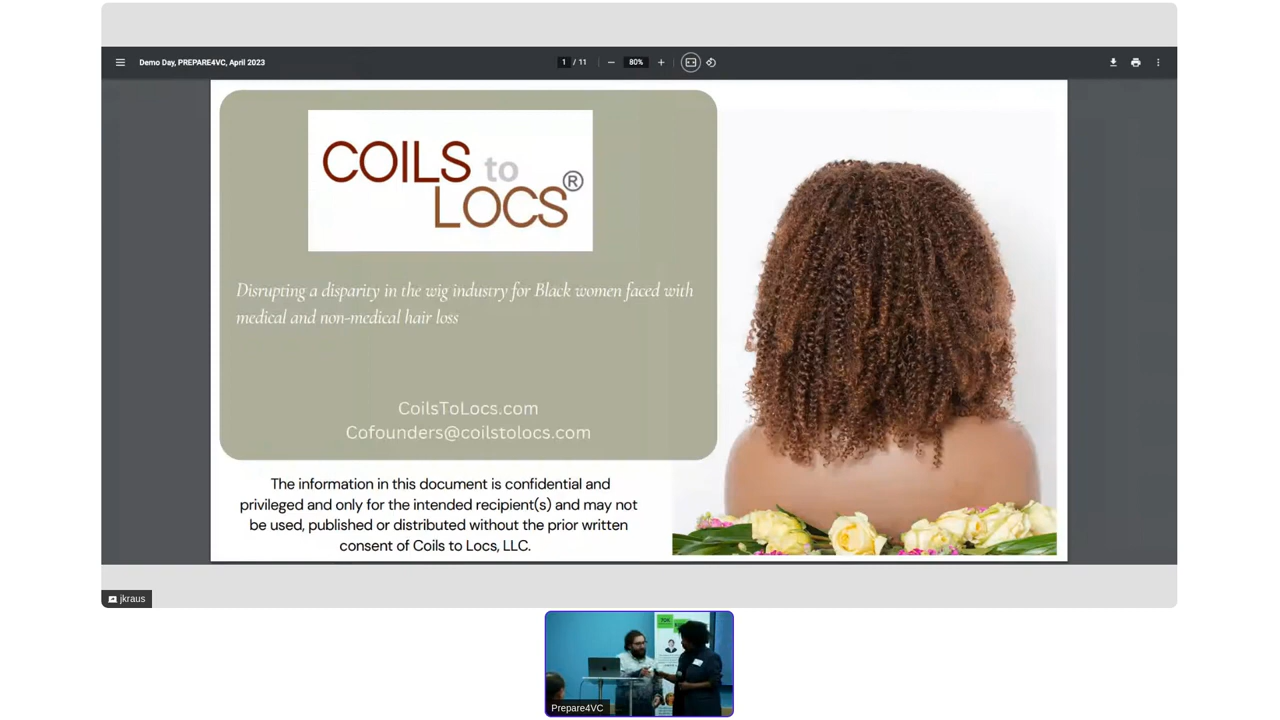 Demo Day, PREPARE4VC, April 2023
1 / 11
80%
COILS to
LOCS®
Disrupting a disparity in the wig industry for Black women faced with
medical and non-medical hair loss
CoilsToLocs.com
Cofounders@coilstolocs.com
The information in this document is confidential and
privileged and only for the intended recipient(s) and may not
be used, published or distributed without the prior written
consent of Coils to Locs, LLC.
jkraus
Prepare4VC